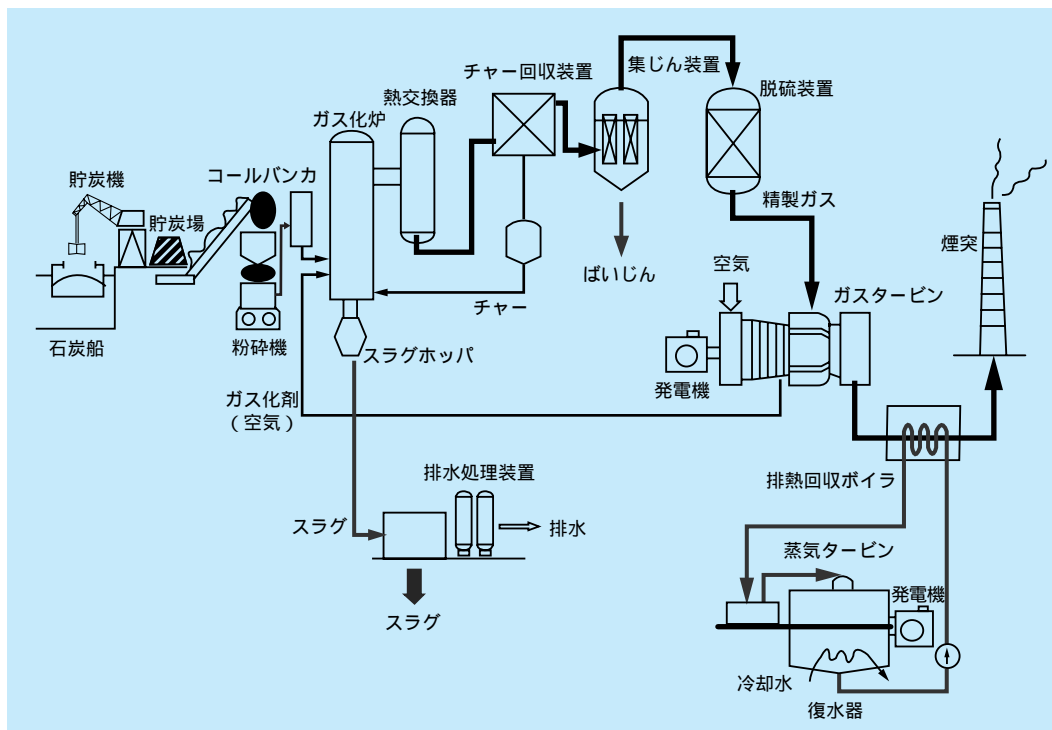 集じん装置
チャー回収装置
脱硫装置
熱交換器
ガス化炉
コールバンカ
貯炭機
貯炭場
精製ガス
煙突
空気
ばいじん
ガスタービン
チャー
石炭船
粉砕機
スラグホッパ
発電機
ガス化剤
(空気)
排熱回収ボイラ
排水処理装置
スラグ
排水
蒸気タービン
発電機
スラグ
冷却水
復水器